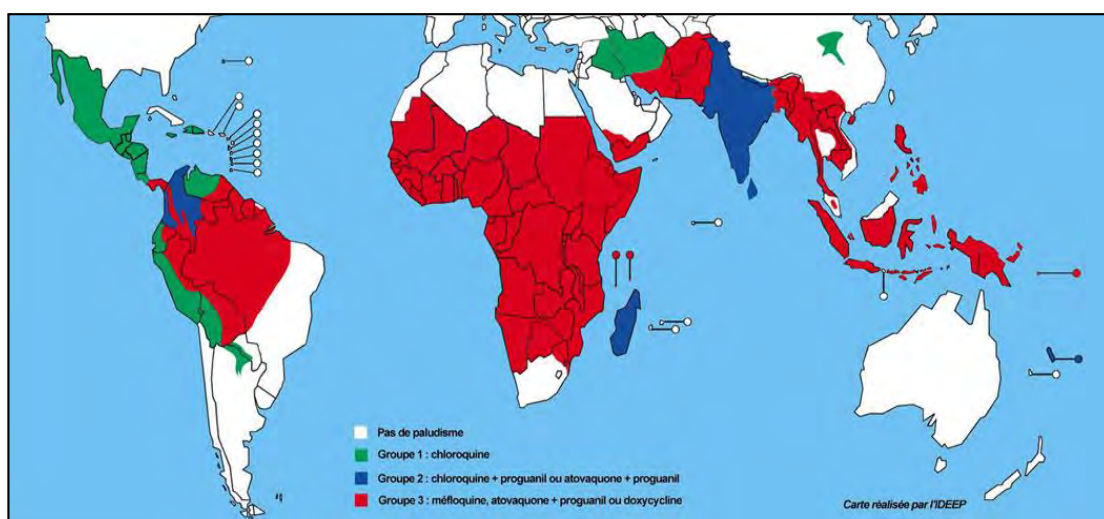 Pas de paludisme
Groupe 1 : chloroquine
Groupe 2 : chloroquine + proguanil ou atovaquone + proguanil
Groupe 3 : méfloquine, atovaquone + proguanil ou doxycycline
Carte réalisée par l'IDEEP